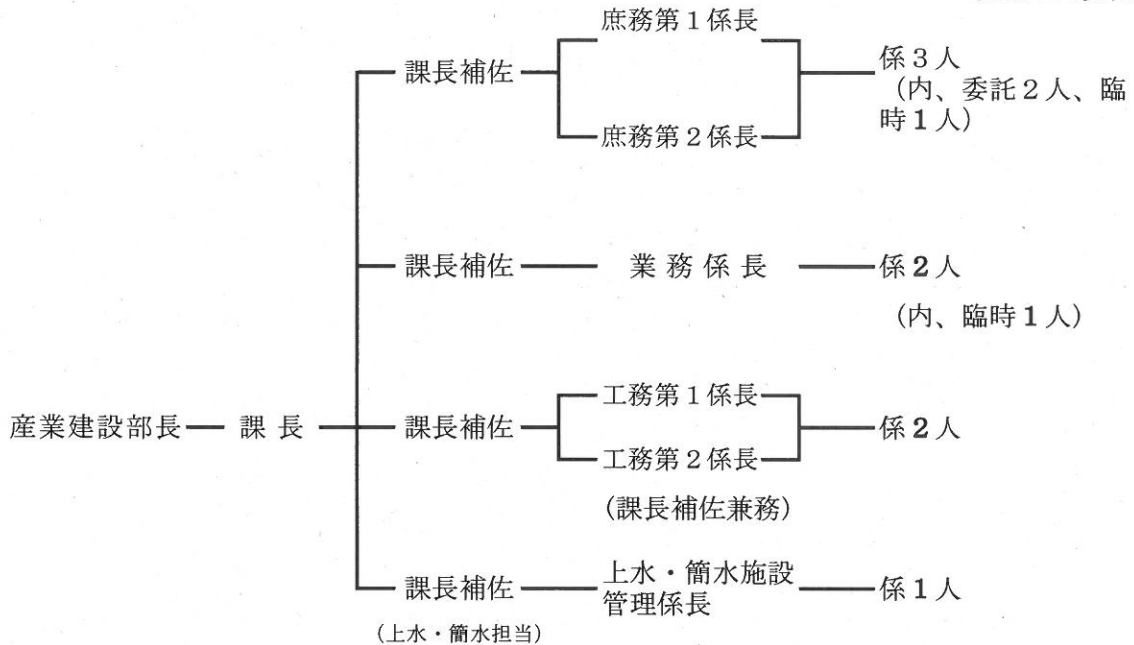 庶務第１係長
課長補佐
係３人
（内、委託２人、臨
時１人）
庶務第２係長
課長補佐
業 務 係 長
係２人
（内、臨時１人）
産業建設部長
課 長
課長補佐
工務第１係長
工務第２係長
（課長補佐兼務）
係２人
課長補佐
（上水・簡水担当）
上水・簡水施設
管理係長
係１人